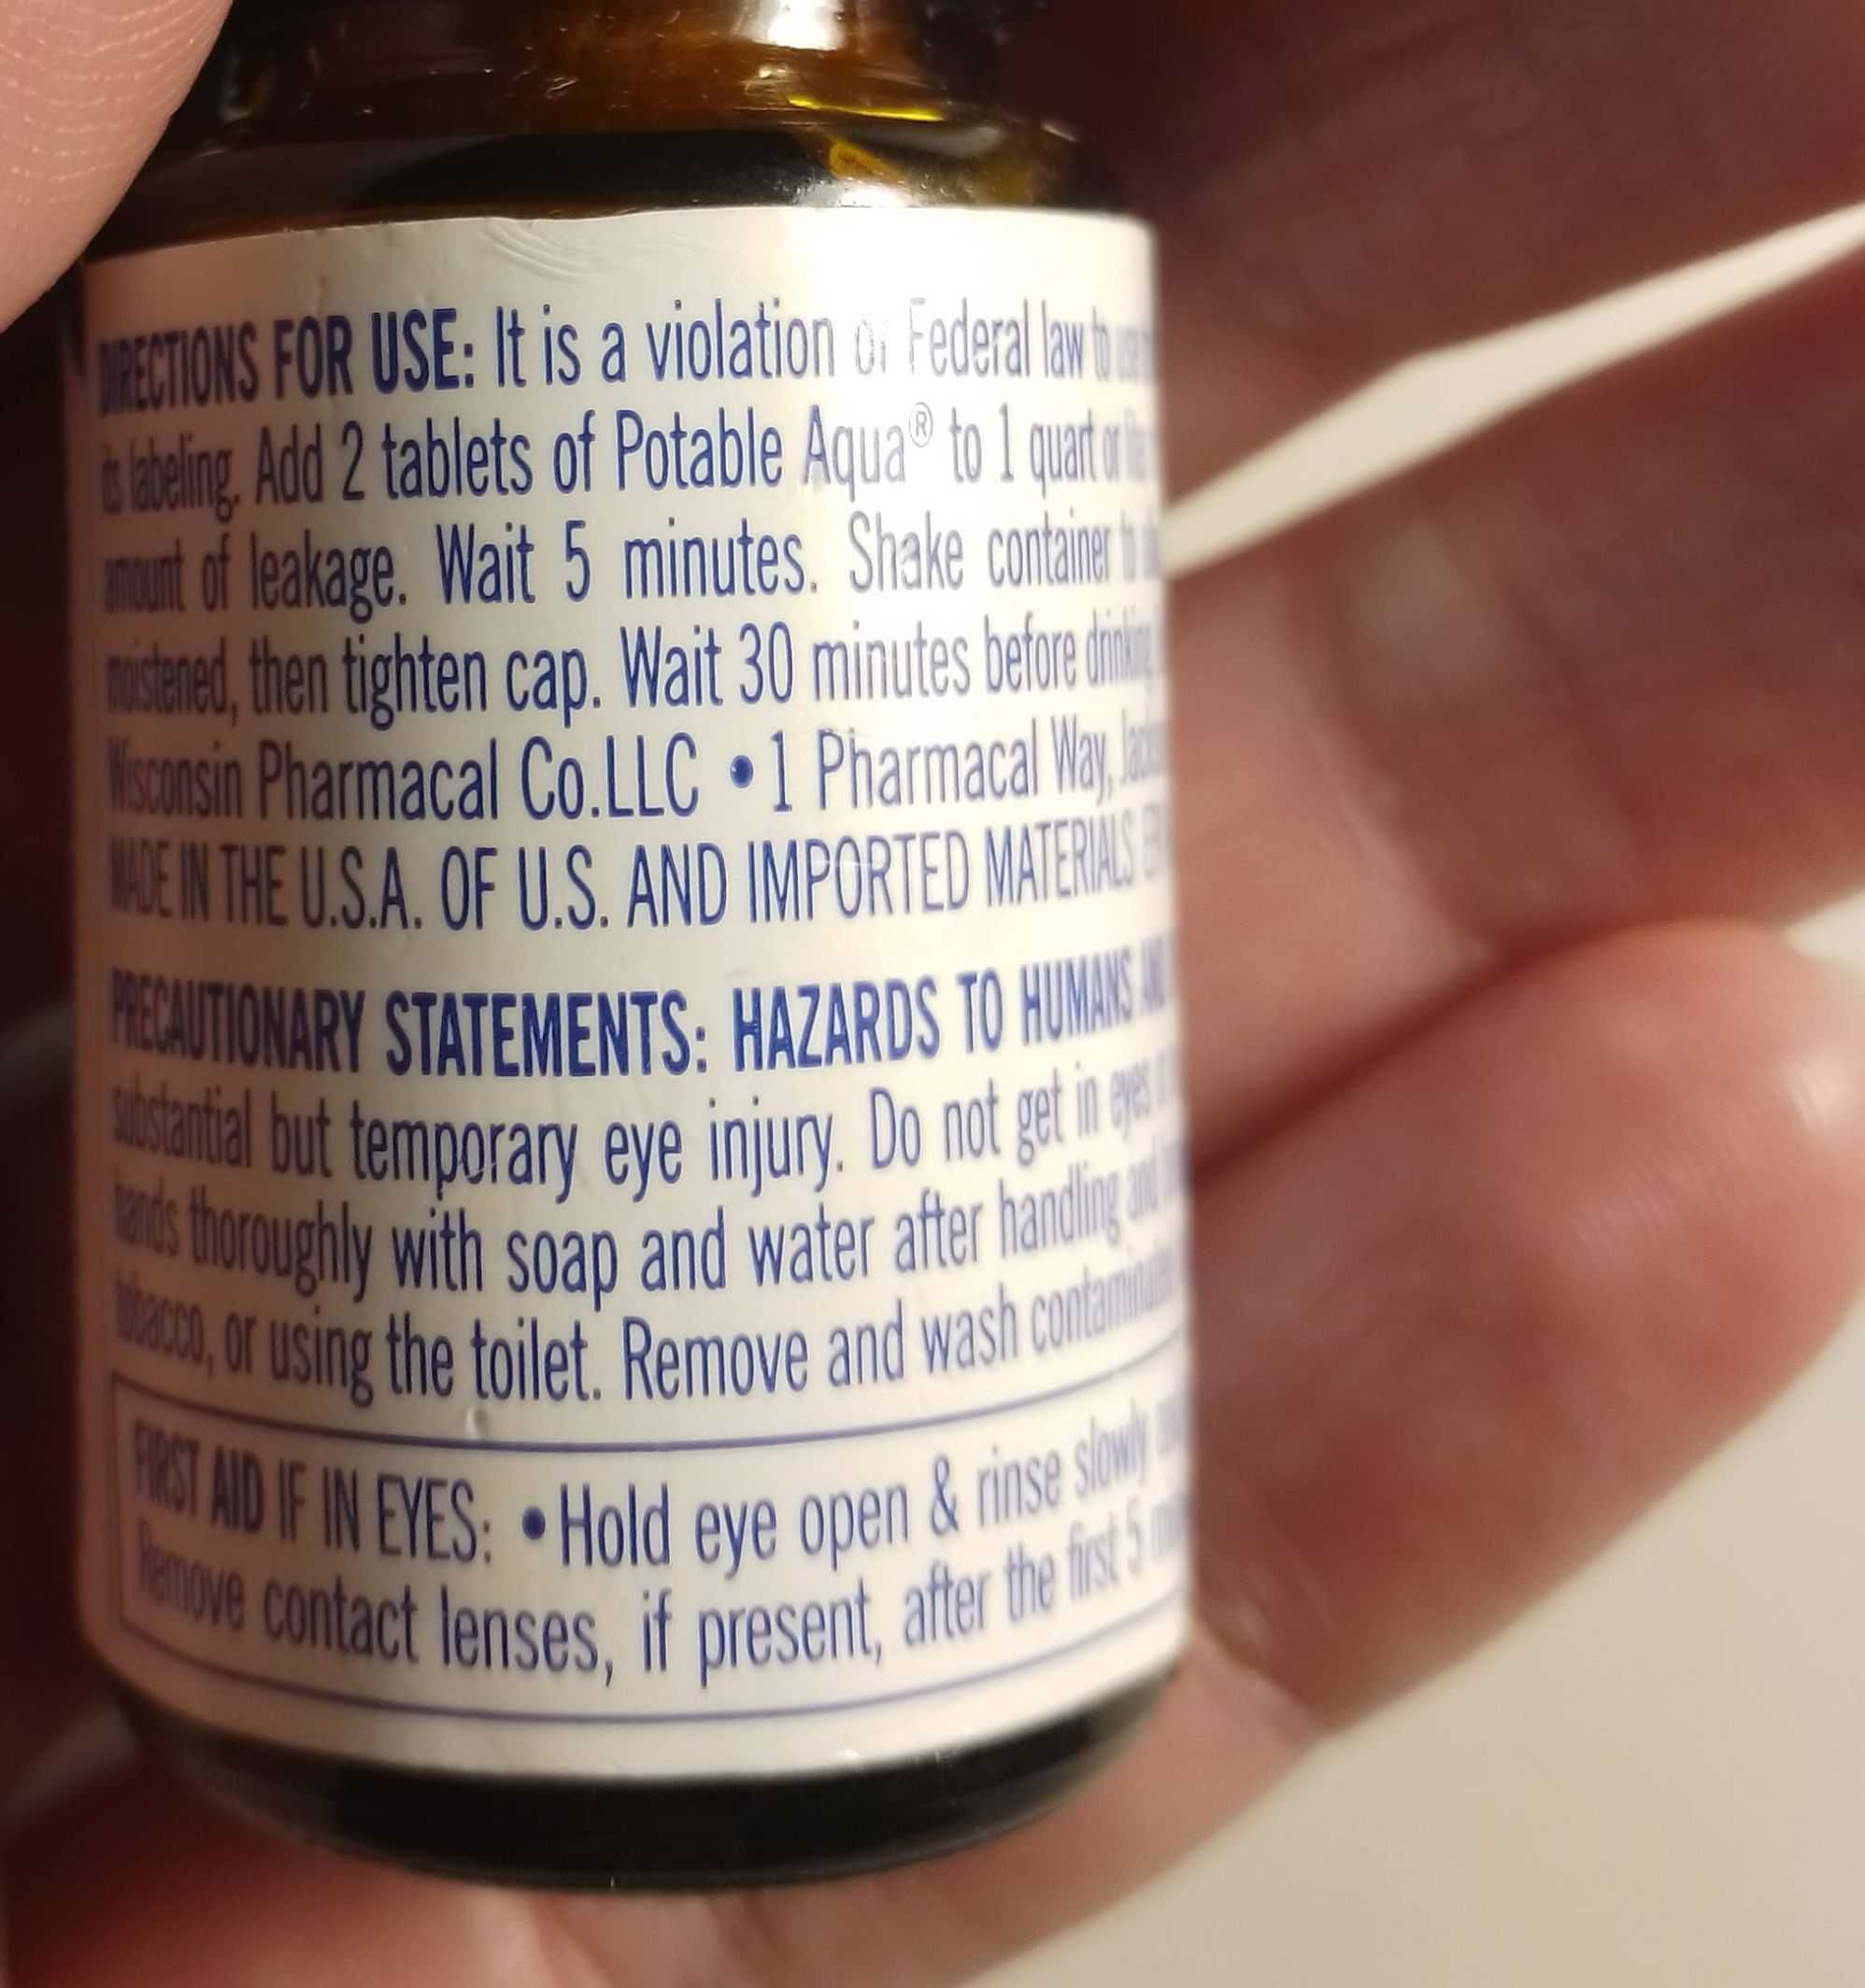 DIRECTIONS FOR USE: It is a violation of Federal law to use
its labeling. Add 2 tablets of Potable Aqua® to 1 quart or
amount of leakage. Wait 5 minutes. Shake container to
moistened, then tighten cap. Wait 30 minutes before drinking
Wisconsin Pharmacal Co.LLC • 1 Pharmacal Way,
MADE IN THE U.S.A. OF U.S. AND IMPORTED MATERIALS
PRECAUTIONARY STATEMENTS: HAZARDS TO HUMANS AND
substantial but temporary eye injury. Do not get in eyes
hands thoroughly with soap and water after handling and
tobacco, or using the toilet. Remove and wash contaminated
FIRST AID IF IN EYES: • Hold eye open & rinse slowly
Remove contact lenses, if present, after the first 5